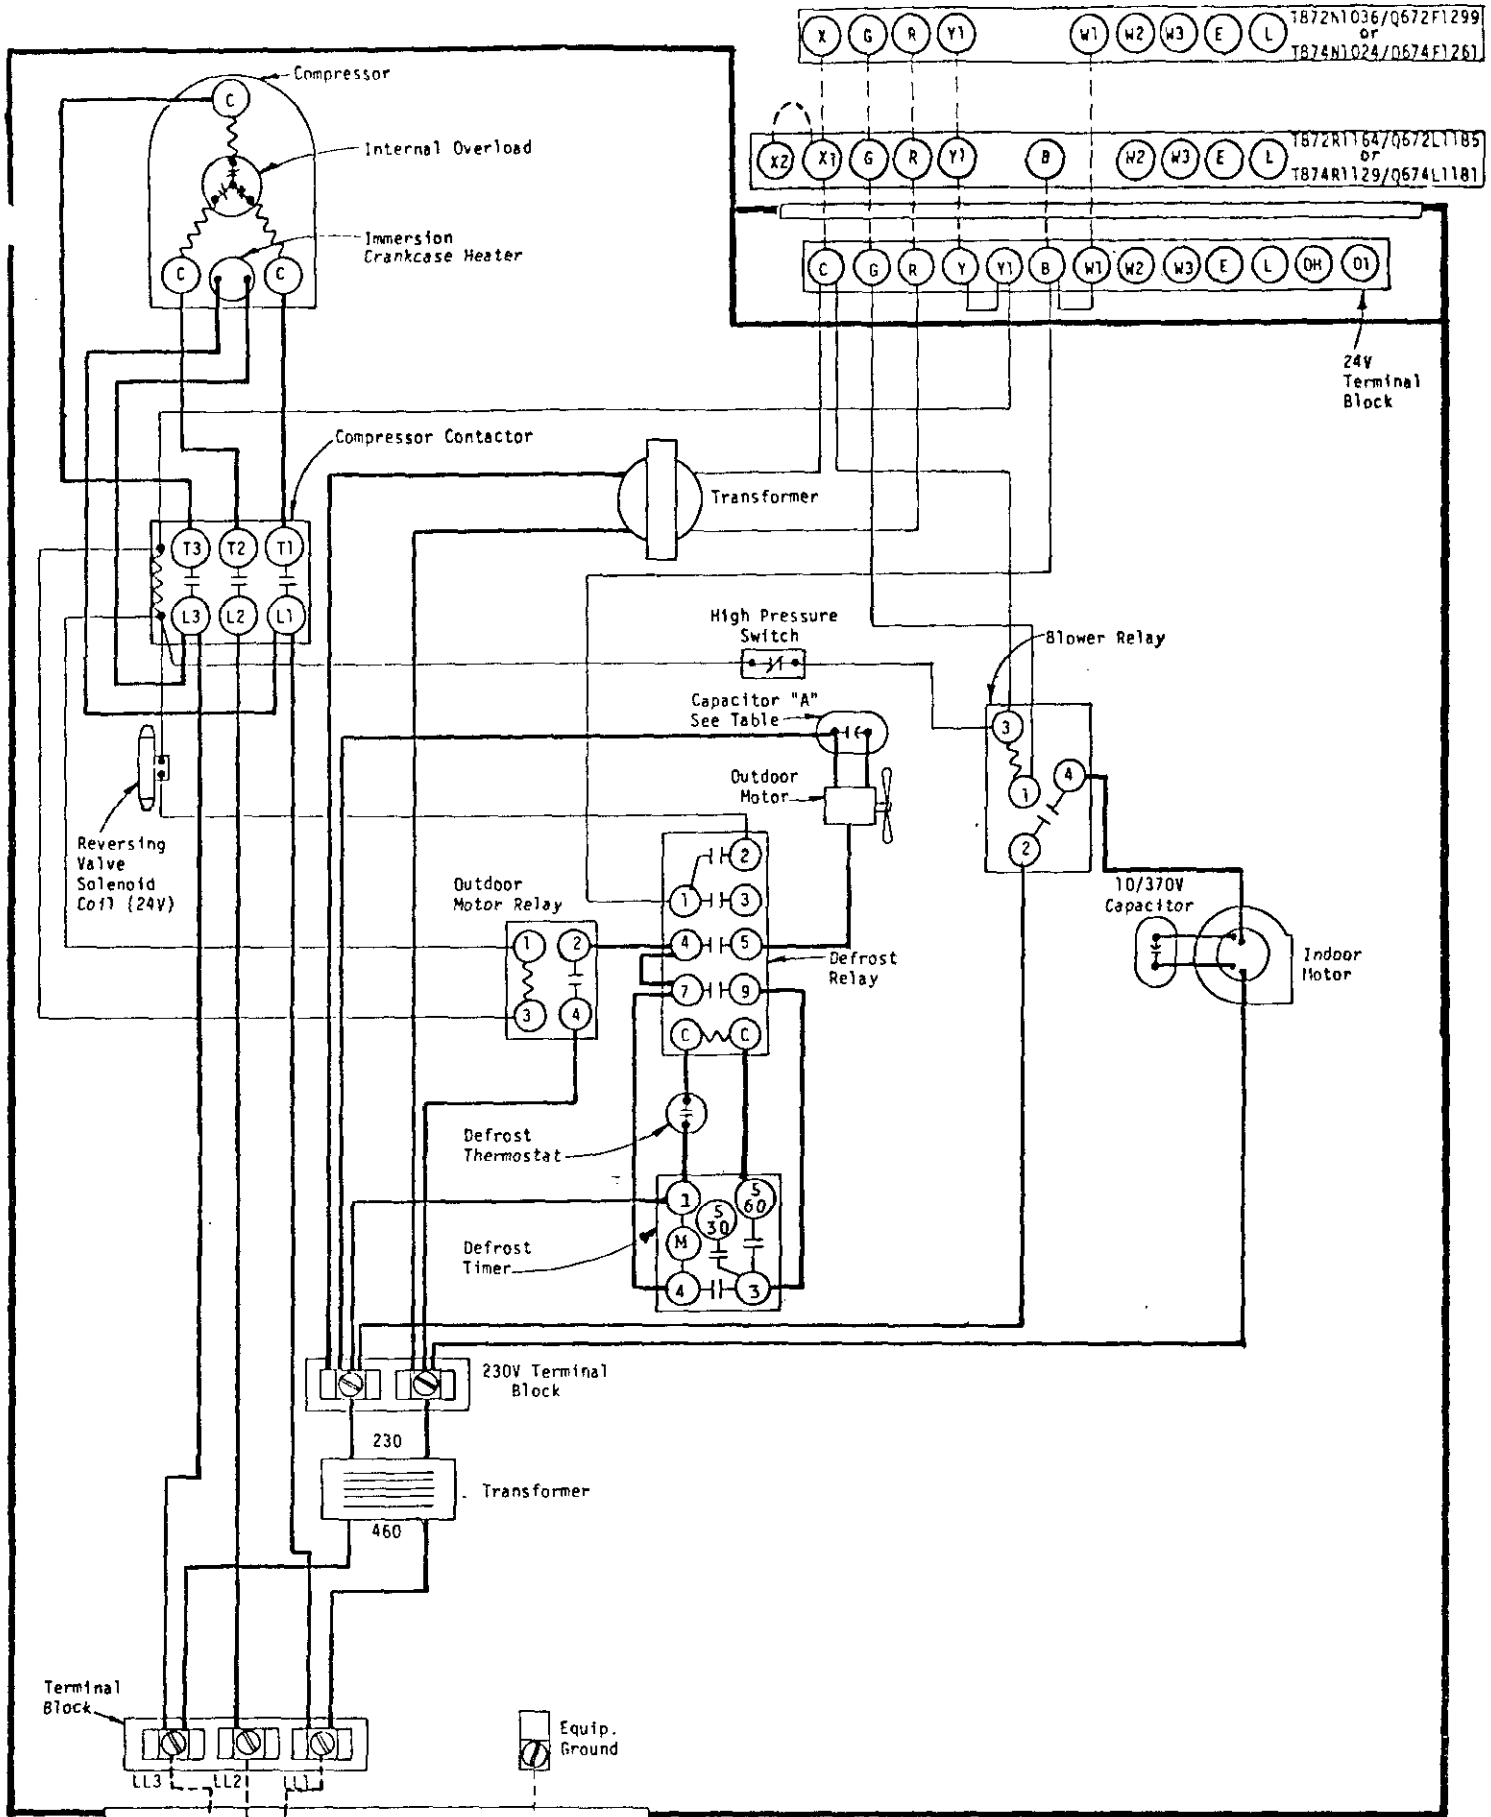 X G R Y1 W1 W2 W3 E L
T872N1036/Q672F1299
or
T874N1024/Q674F1261
X2 X1 G R Y1 B W2 W3 E L
T872R1164/Q672L1185
or
T874R1129/Q674L1181
C G R Y Y1 B W1 W2 W3 E L DH O1
24V
Terminal
Block
Compressor
C
Internal Overload
Immersion
Crankcase Heater
C C
Compressor Contactor
T3 T2 T1
L3 L2 L1
Transformer
High Pressure
Switch
Blower Relay
3
4
1
2
Capacitor "A"
See Table
Outdoor
Motor
Reversing
Valve
Solenoid
Coil (24V)
Outdoor
Motor Relay
1 2
3 4
2
1 3
4 5
7 9
C C
Defrost
Relay
10/370V
Capacitor
Indoor
Motor
Defrost
Thermostat
Defrost
Timer
1
S
30
S
60
M
4 3
230V Terminal
Block
230
Transformer
460
Terminal
Block
LL3 LL2 LL1
Equip.
Ground